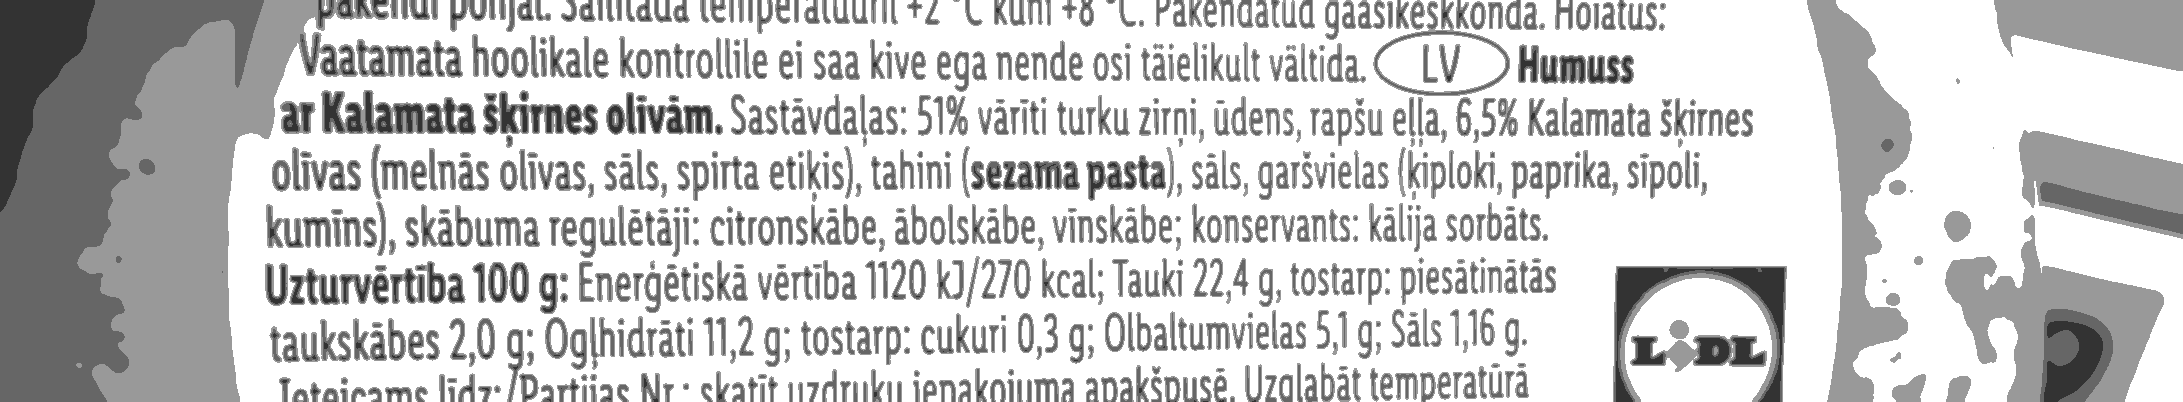 pakendi põhjal. Säilitada temperatuuril +2 °C kuni +8 °C. Pakendatud gaasikeskkonda. Hoiatus:
Vaatamata hoolikale kontrollile ei saa kive ega nende osi täielikult vältida. LV Humuss
ar Kalamata šķirnes olīvām. Sastāvdaļas: 51% vārīti turku zirņi, ūdens, rapšu eļļa, 6,5% Kalamata šķirnes
olīvas (melnās olīvas, sāls, spirta etiķis), tahini (sezama pasta), sāls, garšvielas (ķiploki, paprika, sīpoli,
kumīns), skābuma regulētāji: citronskābe, ābolskābe, vīnskābe; konservants: kālija sorbāts.
Uzturvērtība 100 g: Enerģētiskā vērtība 1120 kJ/270 kcal; Tauki 22,4 g, tostarp: piesātinātās
taukskābes 2,0 g; Ogļhidrāti 11,2 g; tostarp: cukuri 0,3 g; Olbaltumvielas 5,1 g; Sāls 1,16 g.
Ieteicams līdz:/Partijas Nr.: skatīt uzdruku iepakojuma apakšpusē. Uzglabāt temperatūrā
LIDL